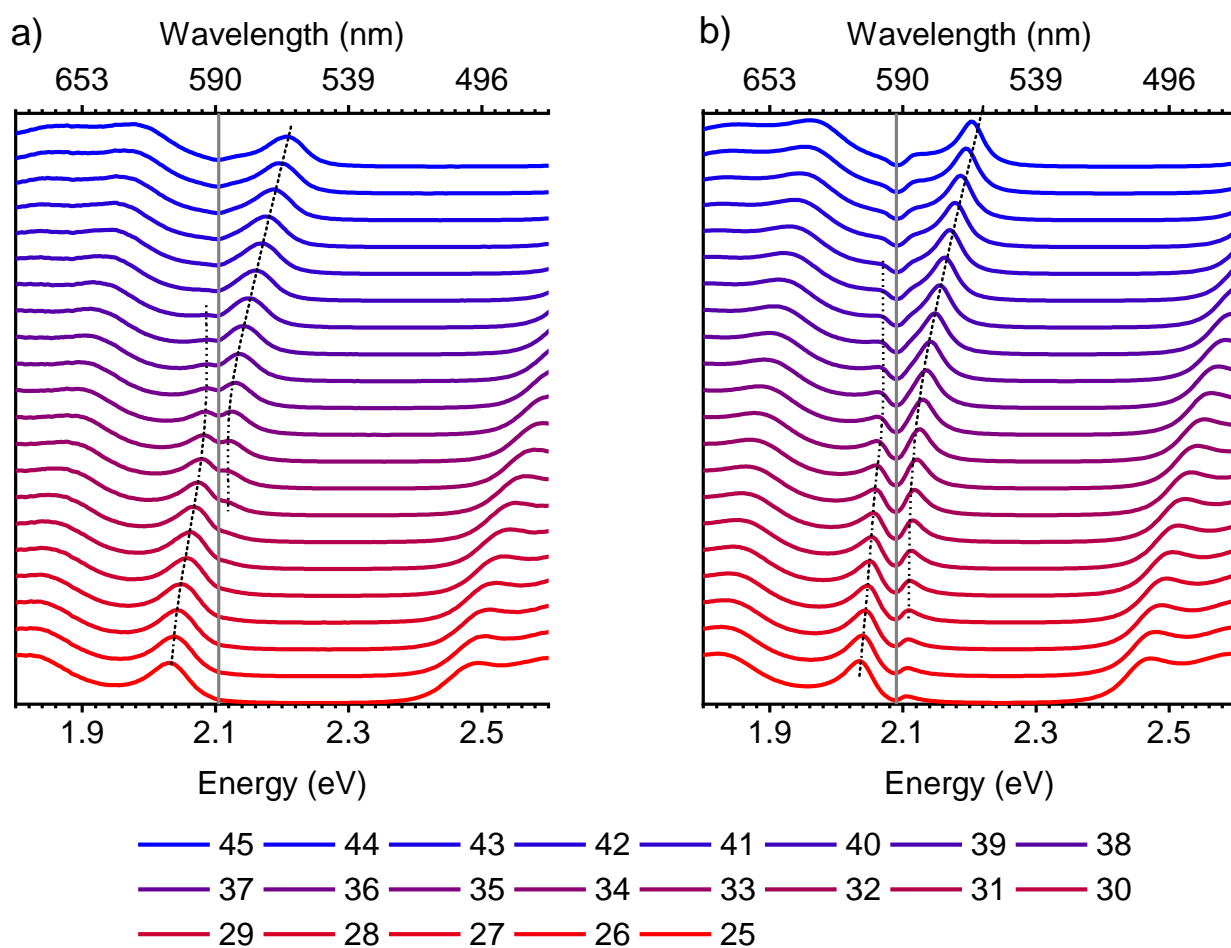 a) Wavelength (nm) b) Wavelength (nm)
653 590 539 496 653 590 539 496
1.9 2.1 2.3 2.5 1.9 2.1 2.3 2.5
Energy (eV) Energy (eV)
45 44 43 42 41 40 39 38
37 36 35 34 33 32 31 30
29 28 27 26 25